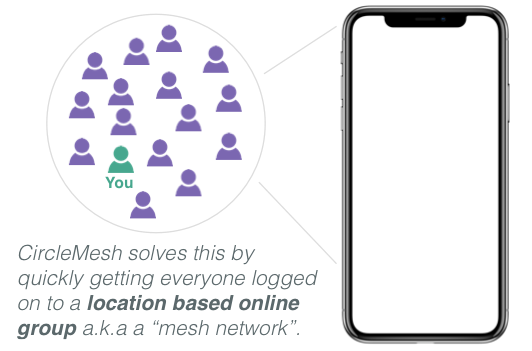 You
CircleMesh solves this by
quickly getting everyone logged
on to a location based online
group a.k.a a “mesh network”.